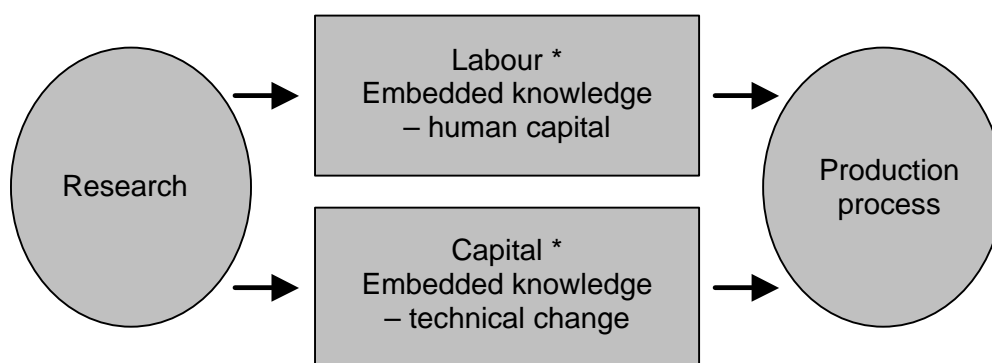 Research
Labour *
Embedded knowledge
– human capital
Capital *
Embedded knowledge
– technical change
Production
process